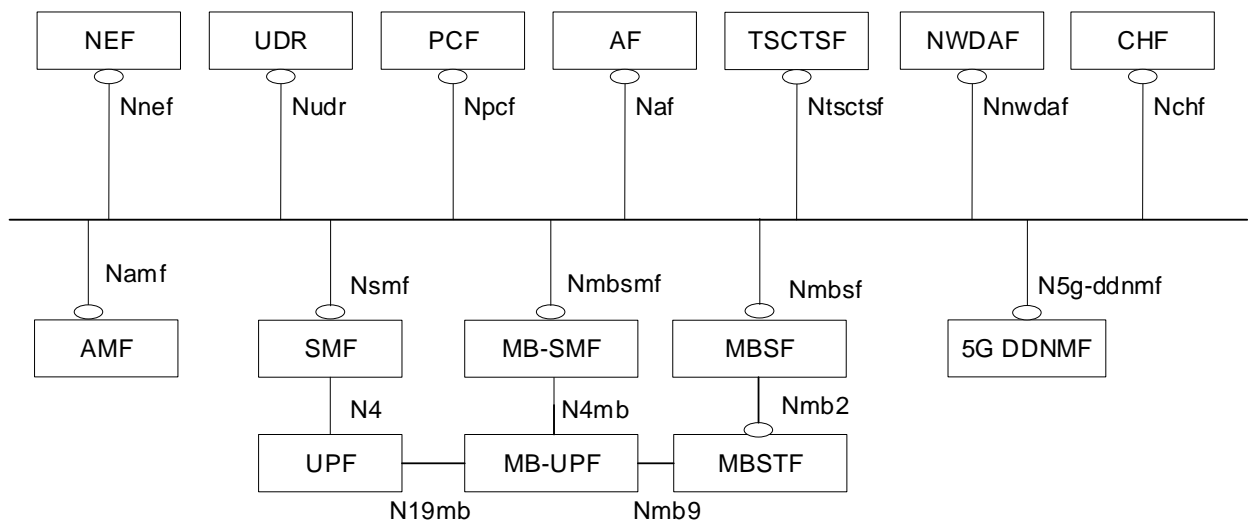 NEF UDR PCF AF TSCTSF NWDAF CHF
Nnef Nudr Npcf Naf Ntsctsf Nnwdaf Nchf
Namf Nsmf Nmbsmf Nmbsf N5g-ddnmf
AMF SMF MB-SMF MBSF 5G DDNMF
N4 N4mb Nmb2
UPF MB-UPF MBSTF
N19mb Nmb9